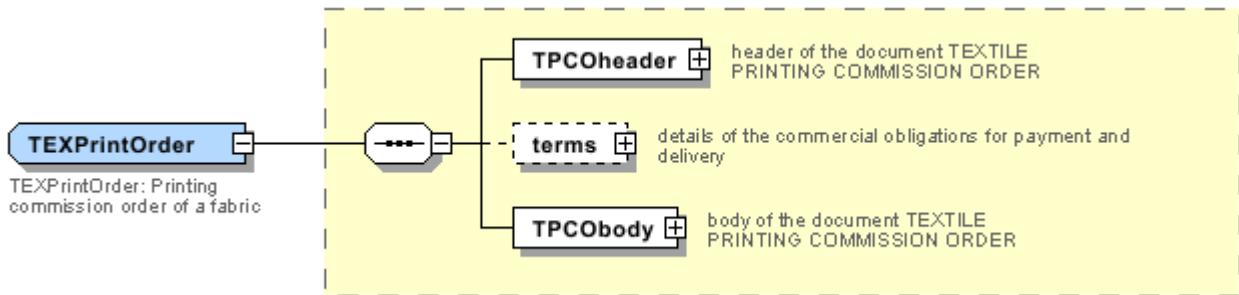 TPCOheader
header of the document TEXTILE
PRINTING COMMISSION ORDER
TEXPrintOrder
TEXPrintOrder: Printing
commission order of a fabric
terms
details of the commercial obligations for payment and
delivery
TPCObody
body of the document TEXTILE
PRINTING COMMISSION ORDER